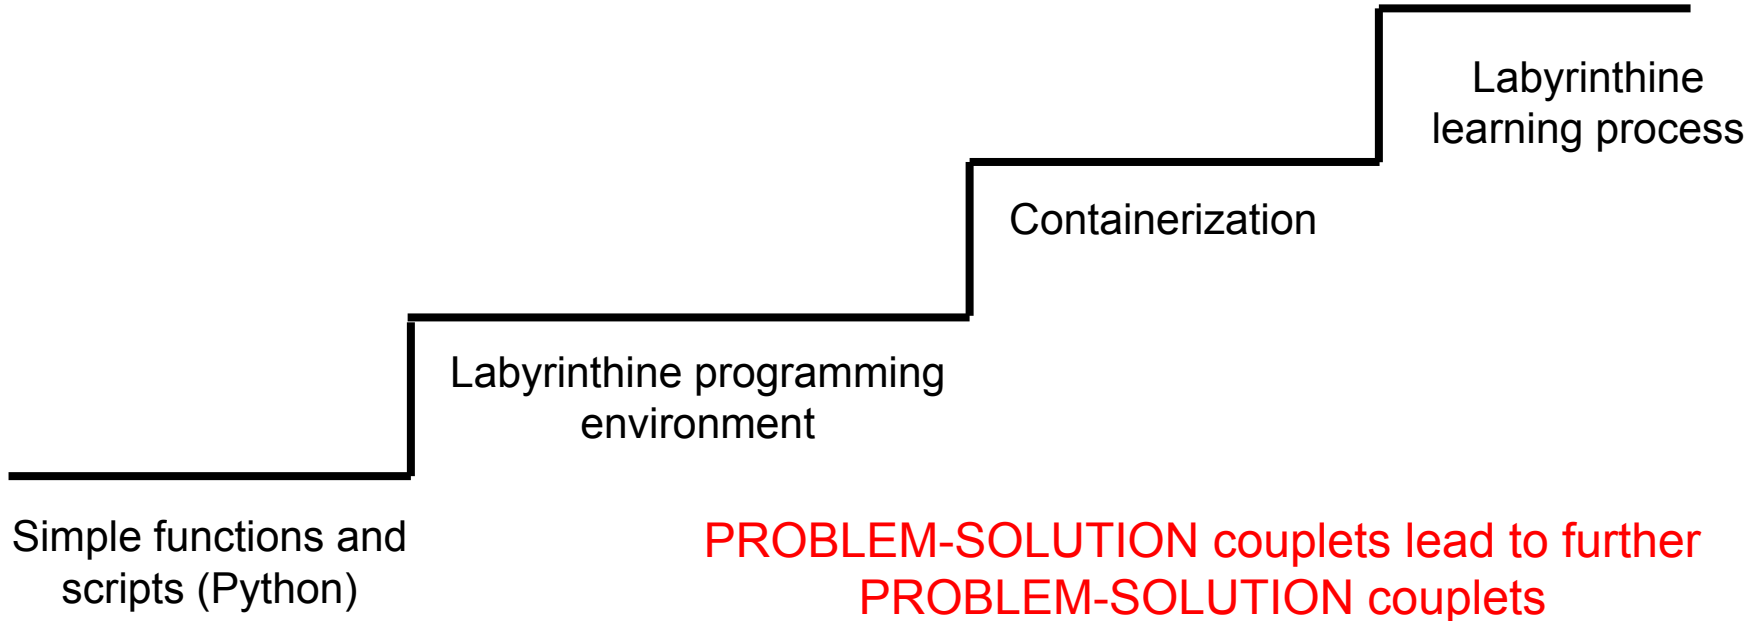 Labyrinthine
learning process
Containerization
Labyrinthine programming
environment
Simple functions and
scripts (Python)
PROBLEM-SOLUTION couplets lead to further
PROBLEM-SOLUTION couplets